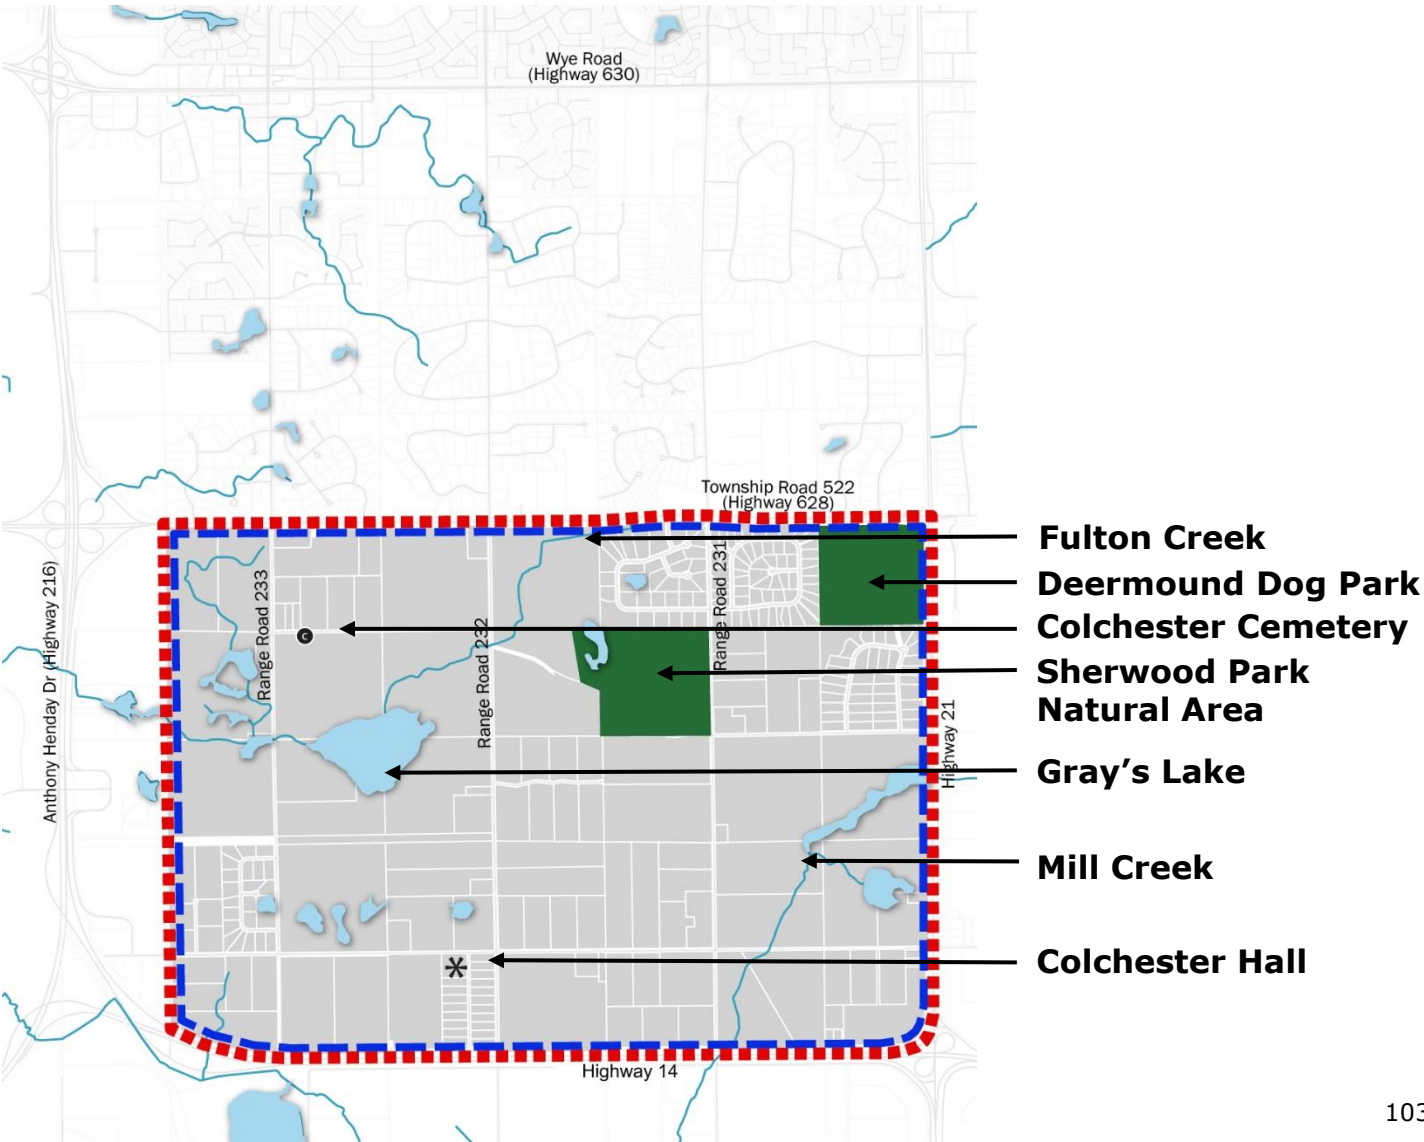 Wye Road
(Highway 630)
Township Road 522
(Highway 628)
Fulton Creek
Deermound Dog Park
Colchester Cemetery
Sherwood Park
Natural Area
Gray’s Lake
Mill Creek
Colchester Hall
Anthony Henday Dr (Highway 216)
Range Road 233
Range Road 232
Range Road 231
Highway 21
C
Highway 14
103